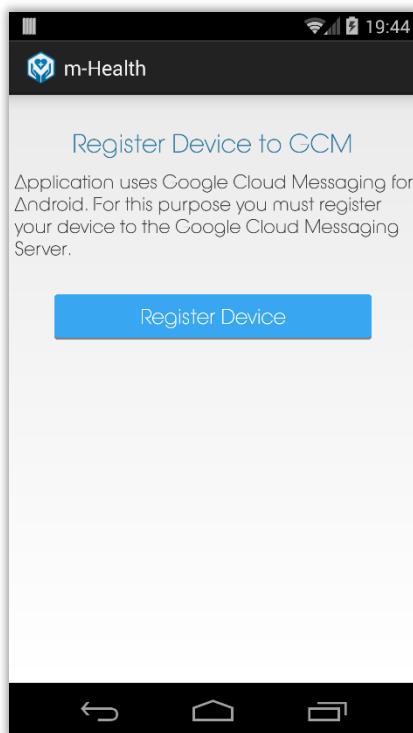 19:44
m-Health
Register Device to GCM
Application uses Google Cloud Messaging for
Android. For this purpose you must register
your device to the Google Cloud Messaging
Server.
Register Device